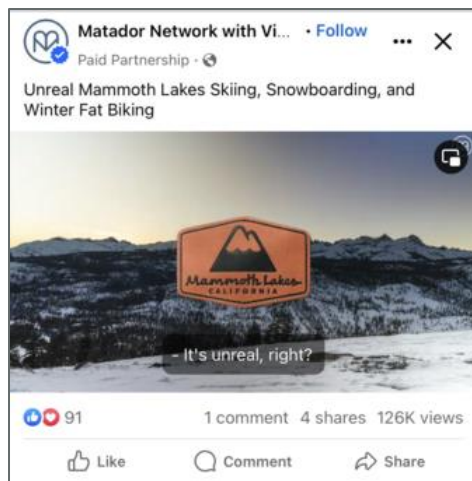 Matador Network with Vi... · Follow
Paid Partnership ·
Unreal Mammoth Lakes Skiing, Snowboarding, and
Winter Fat Biking
Mammoth Lakes
CALIFORNIA
- It's unreal, right?
91 1 comment 4 shares 126K views
Like Comment Share